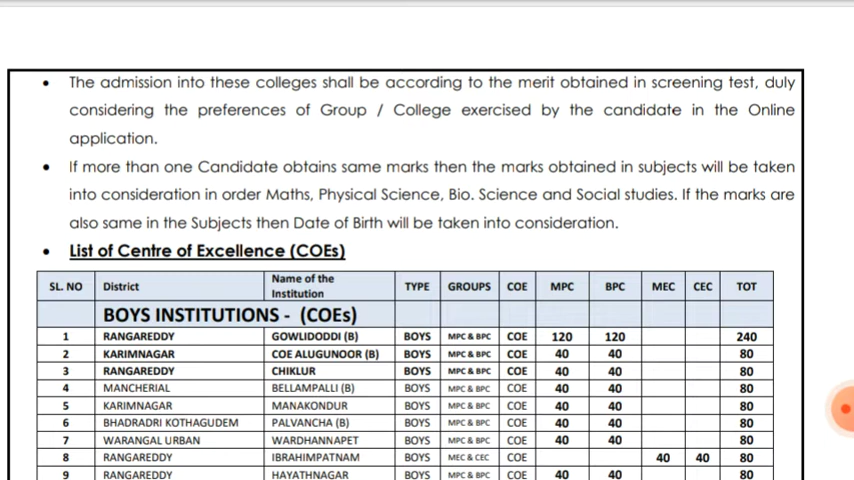 • The admission into these colleges shall be according to the merit obtained in screening test, duly
considering the preferences of Group / College exercised by the candidate in the Online
application.
• If more than one Candidate obtains same marks then the marks obtained in subjects will be taken
into consideration in order Maths, Physical Science, Bio. Science and Social studies. If the marks are
also same in the Subjects then Date of Birth will be taken into consideration.
• List of Centre of Excellence (COEs)
SL. NO District Name of the Institution TYPE GROUPS COE MPC BPC MEC CEC TOT
BOYS INSTITUTIONS - (COEs)
1 RANGAREDDY GOWLIDODDI (B) BOYS MPC & BPC COE 120 120 240
2 KARIMNAGAR COE ALUGUNOOR (B) BOYS MPC & BPC COE 40 40 80
3 RANGAREDDY CHIKLUR BOYS MPC & BPC COE 40 40 80
4 MANCHERIAL BELLAMPALLI (B) BOYS MPC & BPC COE 40 40 80
5 KARIMNAGAR MANAKONDUR BOYS MPC & BPC COE 40 40 80
6 BHADRADRI KOTHAGUDEM PALVANCHA (B) BOYS MPC & BPC COE 40 40 80
7 WARANGAL URBAN WARDHANNAPET BOYS MPC & BPC COE 40 40 80
8 RANGAREDDY IBRAHIMPATNAM BOYS MEC & CEC COE 40 40 80
9 RANGAREDDY HAYATHNAGAR BOYS MPC & BPC COE 40 40 80